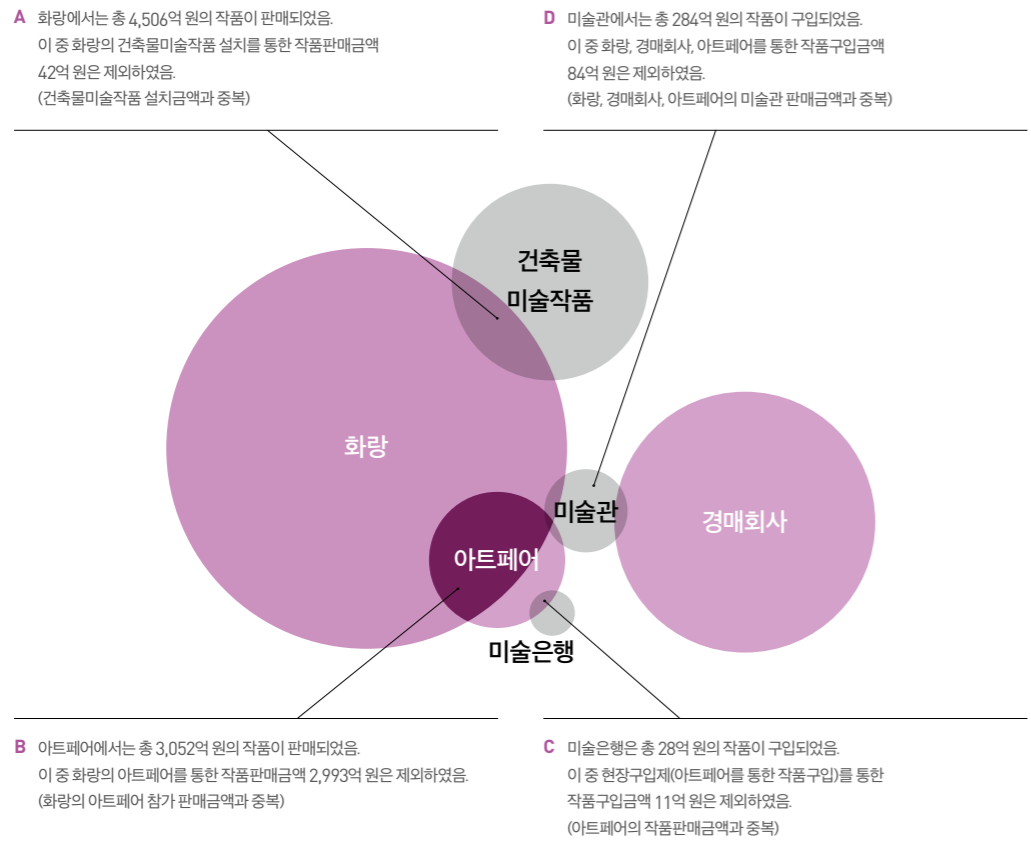 A 화랑에서는 총 4,506억 원의 작품이 판매되었음.
이 중 화랑의 건축물미술작품 설치를 통한 작품판매금액
42억 원은 제외하였음.
(건축물미술작품 설치금액과 중복)
D 미술관에서는 총 284억 원의 작품이 구입되었음.
이 중 화랑, 경매회사, 아트페어를 통한 작품구입금액
84억 원은 제외하였음.
(화랑, 경매회사, 아트페어의 미술관 판매금액과 중복)
건축물
미술작품
화랑
미술관
경매회사
아트페어
미술은행
B 아트페어에서는 총 3,052억 원의 작품이 판매되었음.
이 중 화랑의 아트페어를 통한 작품판매금액 2,993억 원은 제외하였음.
(화랑의 아트페어 참가 판매금액과 중복)
C 미술은행은 총 28억 원의 작품이 구입되었음.
이 중 현장구입제(아트페어를 통한 작품구입)를 통한
작품구입금액 11억 원은 제외하였음.
(아트페어의 작품판매금액과 중복)